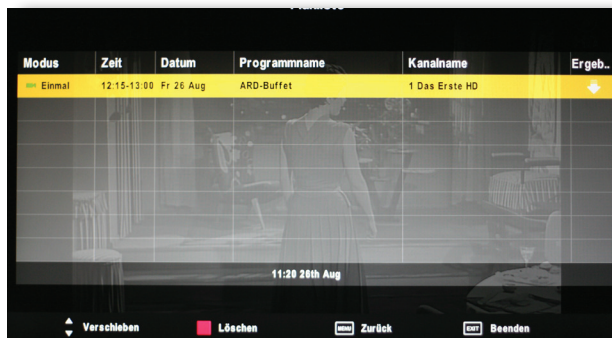 Modus Zeit Datum Programmname Kanalname Ergeb..
Einmal 12:15-13:00 Fr 26 Aug ARD-Buffet 1 Das Erste HD
11:20 26th Aug
Verschieben Löschen MENU Zurück EXIT Beenden